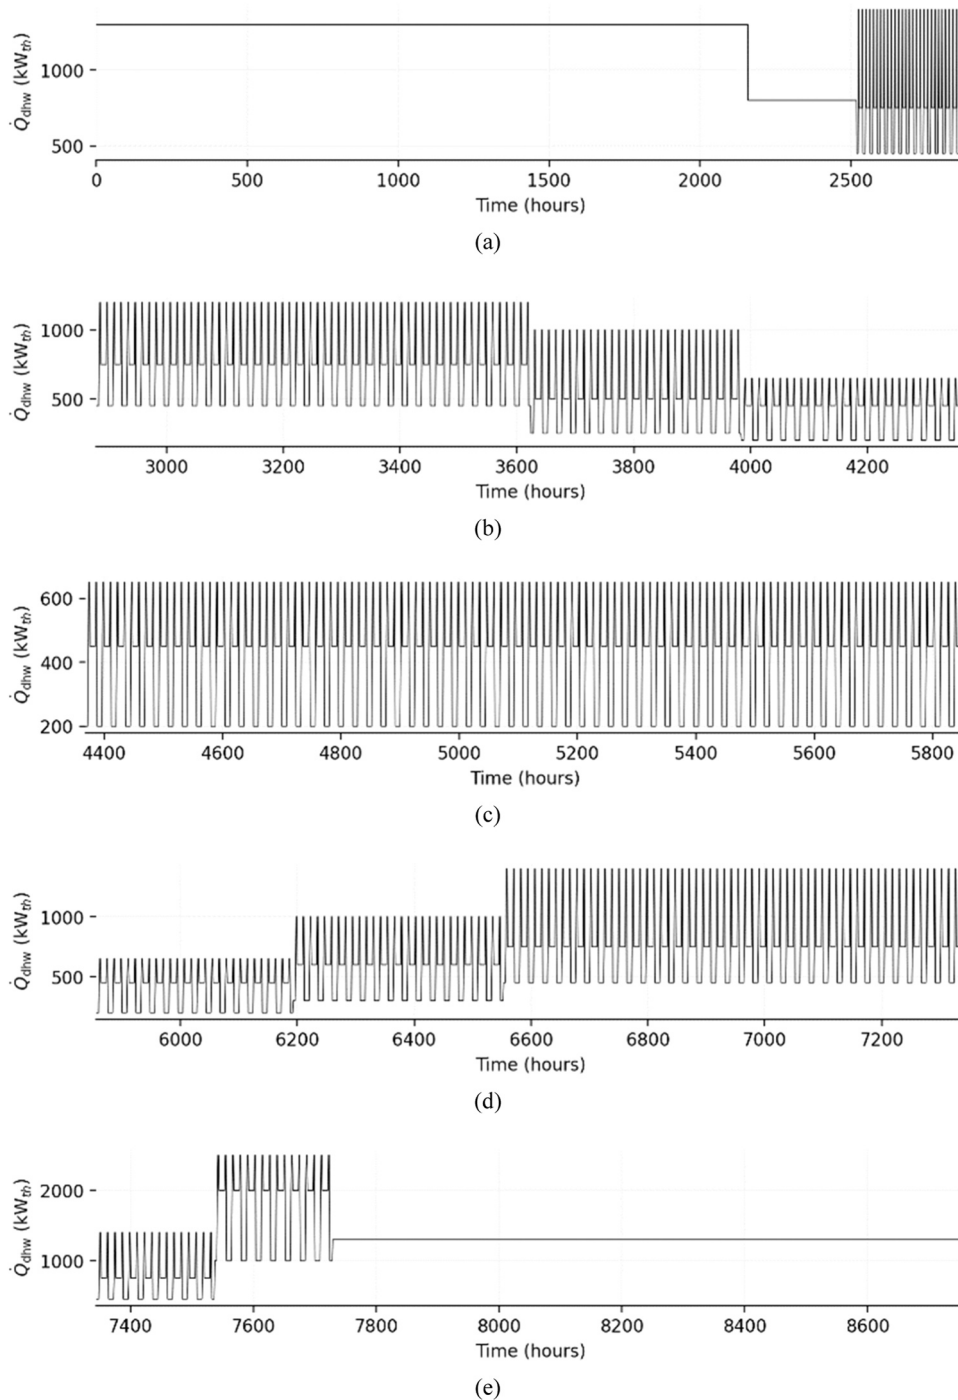 1000
500
Q̇dhw (kWth)
0 500 1000 1500 2000 2500
Time (hours)
(a)
1000
500
Q̇dhw (kWth)
3000 3200 3400 3600 3800 4000 4200
Time (hours)
(b)
600
400
200
Q̇dhw (kWth)
4400 4600 4800 5000 5200 5400 5600 5800
Time (hours)
(c)
1000
500
Q̇dhw (kWth)
6000 6200 6400 6600 6800 7000 7200
Time (hours)
(d)
2000
1000
Q̇dhw (kWth)
7400 7600 7800 8000 8200 8400 8600
Time (hours)
(e)